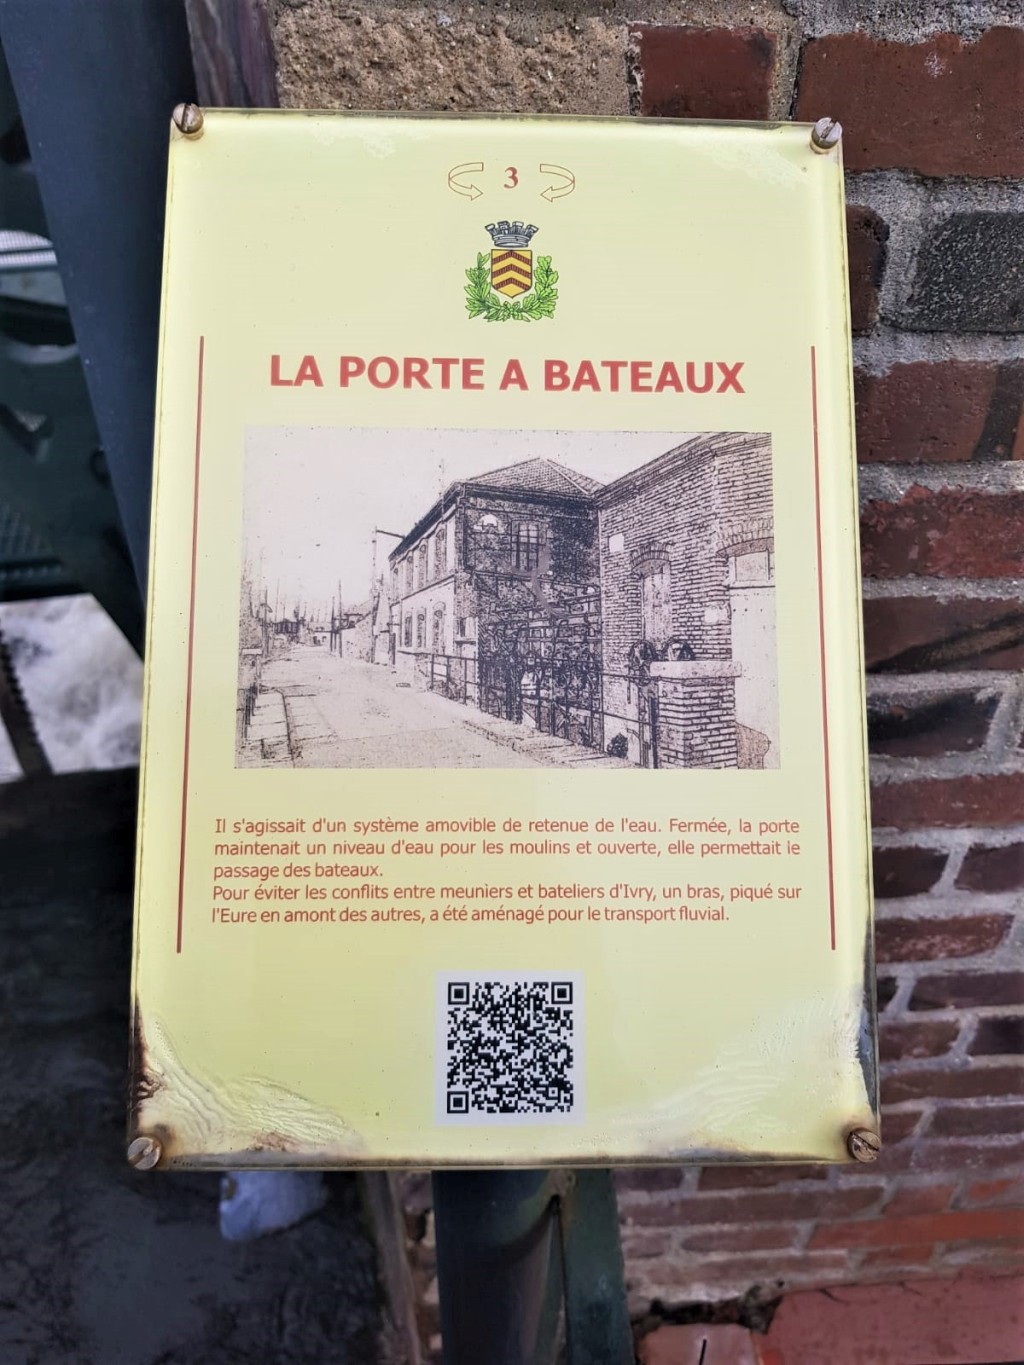 3
LA PORTE A BATEAUX
Il s'agissait d'un système amovible de retenue de l'eau. Fermée, la porte
maintenait un niveau d'eau pour les moulins et ouverte, elle permettait le
passage des bateaux.
Pour éviter les conflits entre meuniers et bateliers d'Ivry, un bras, piqué sur
l'Eure en amont des autres, a été aménagé pour le transport fluvial.